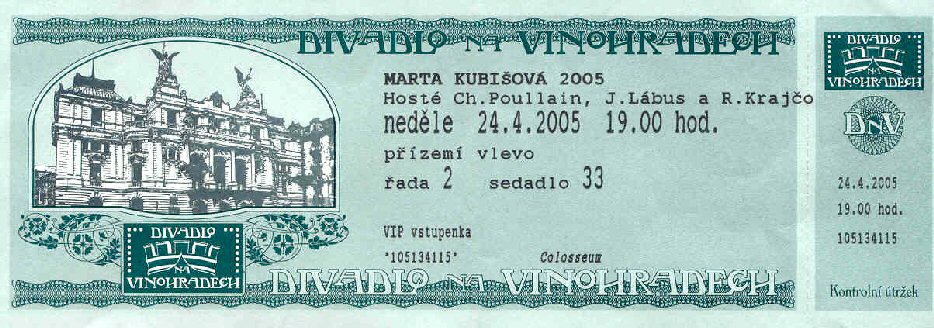 DIVADLO NA VINOHRADECH
MARTA KUBIŠOVÁ 2005
Hosté Ch.Poullain, J.Lábus a R.Krajčo
neděle 24.4.2005 19.00 hod.
přízemí vlevo
řada 2 sedadlo 33
VIP vstupenka
"105134115" Colosseum
DIVADLO NA VINOHRADECH
DIVADLO
NA
VINOHRADECH
DIVADLO
NA
VINOHRADECH
DNV
24.4.2005
19.00 hod.
105134115
Kontrolní útržek